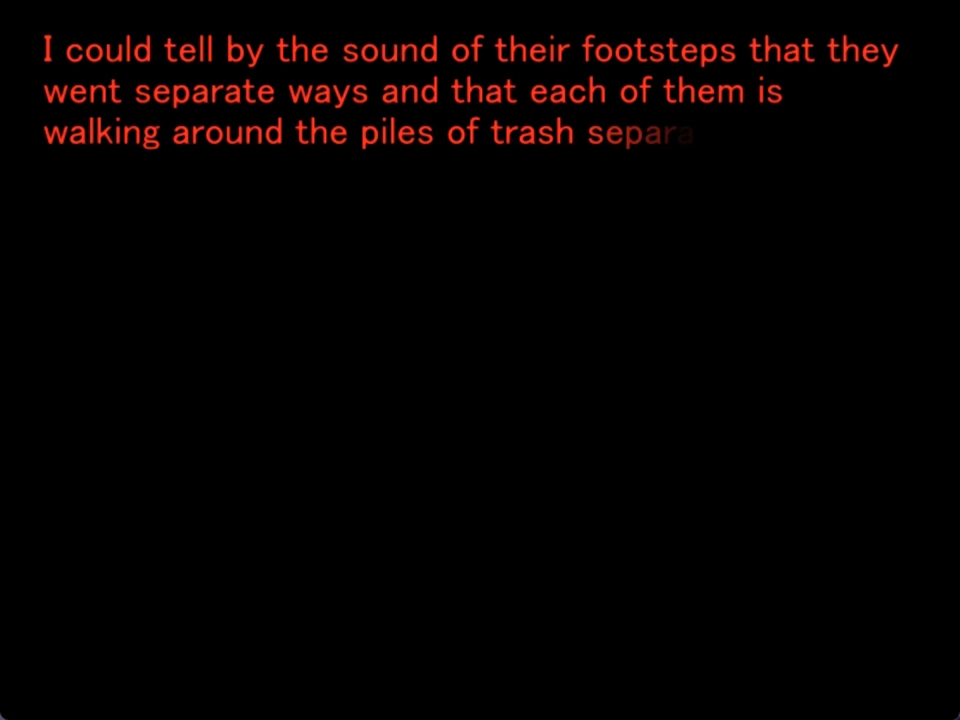 I could tell by the sound of their footsteps that they
went separate ways and that each of them is
walking around the piles of trash separa